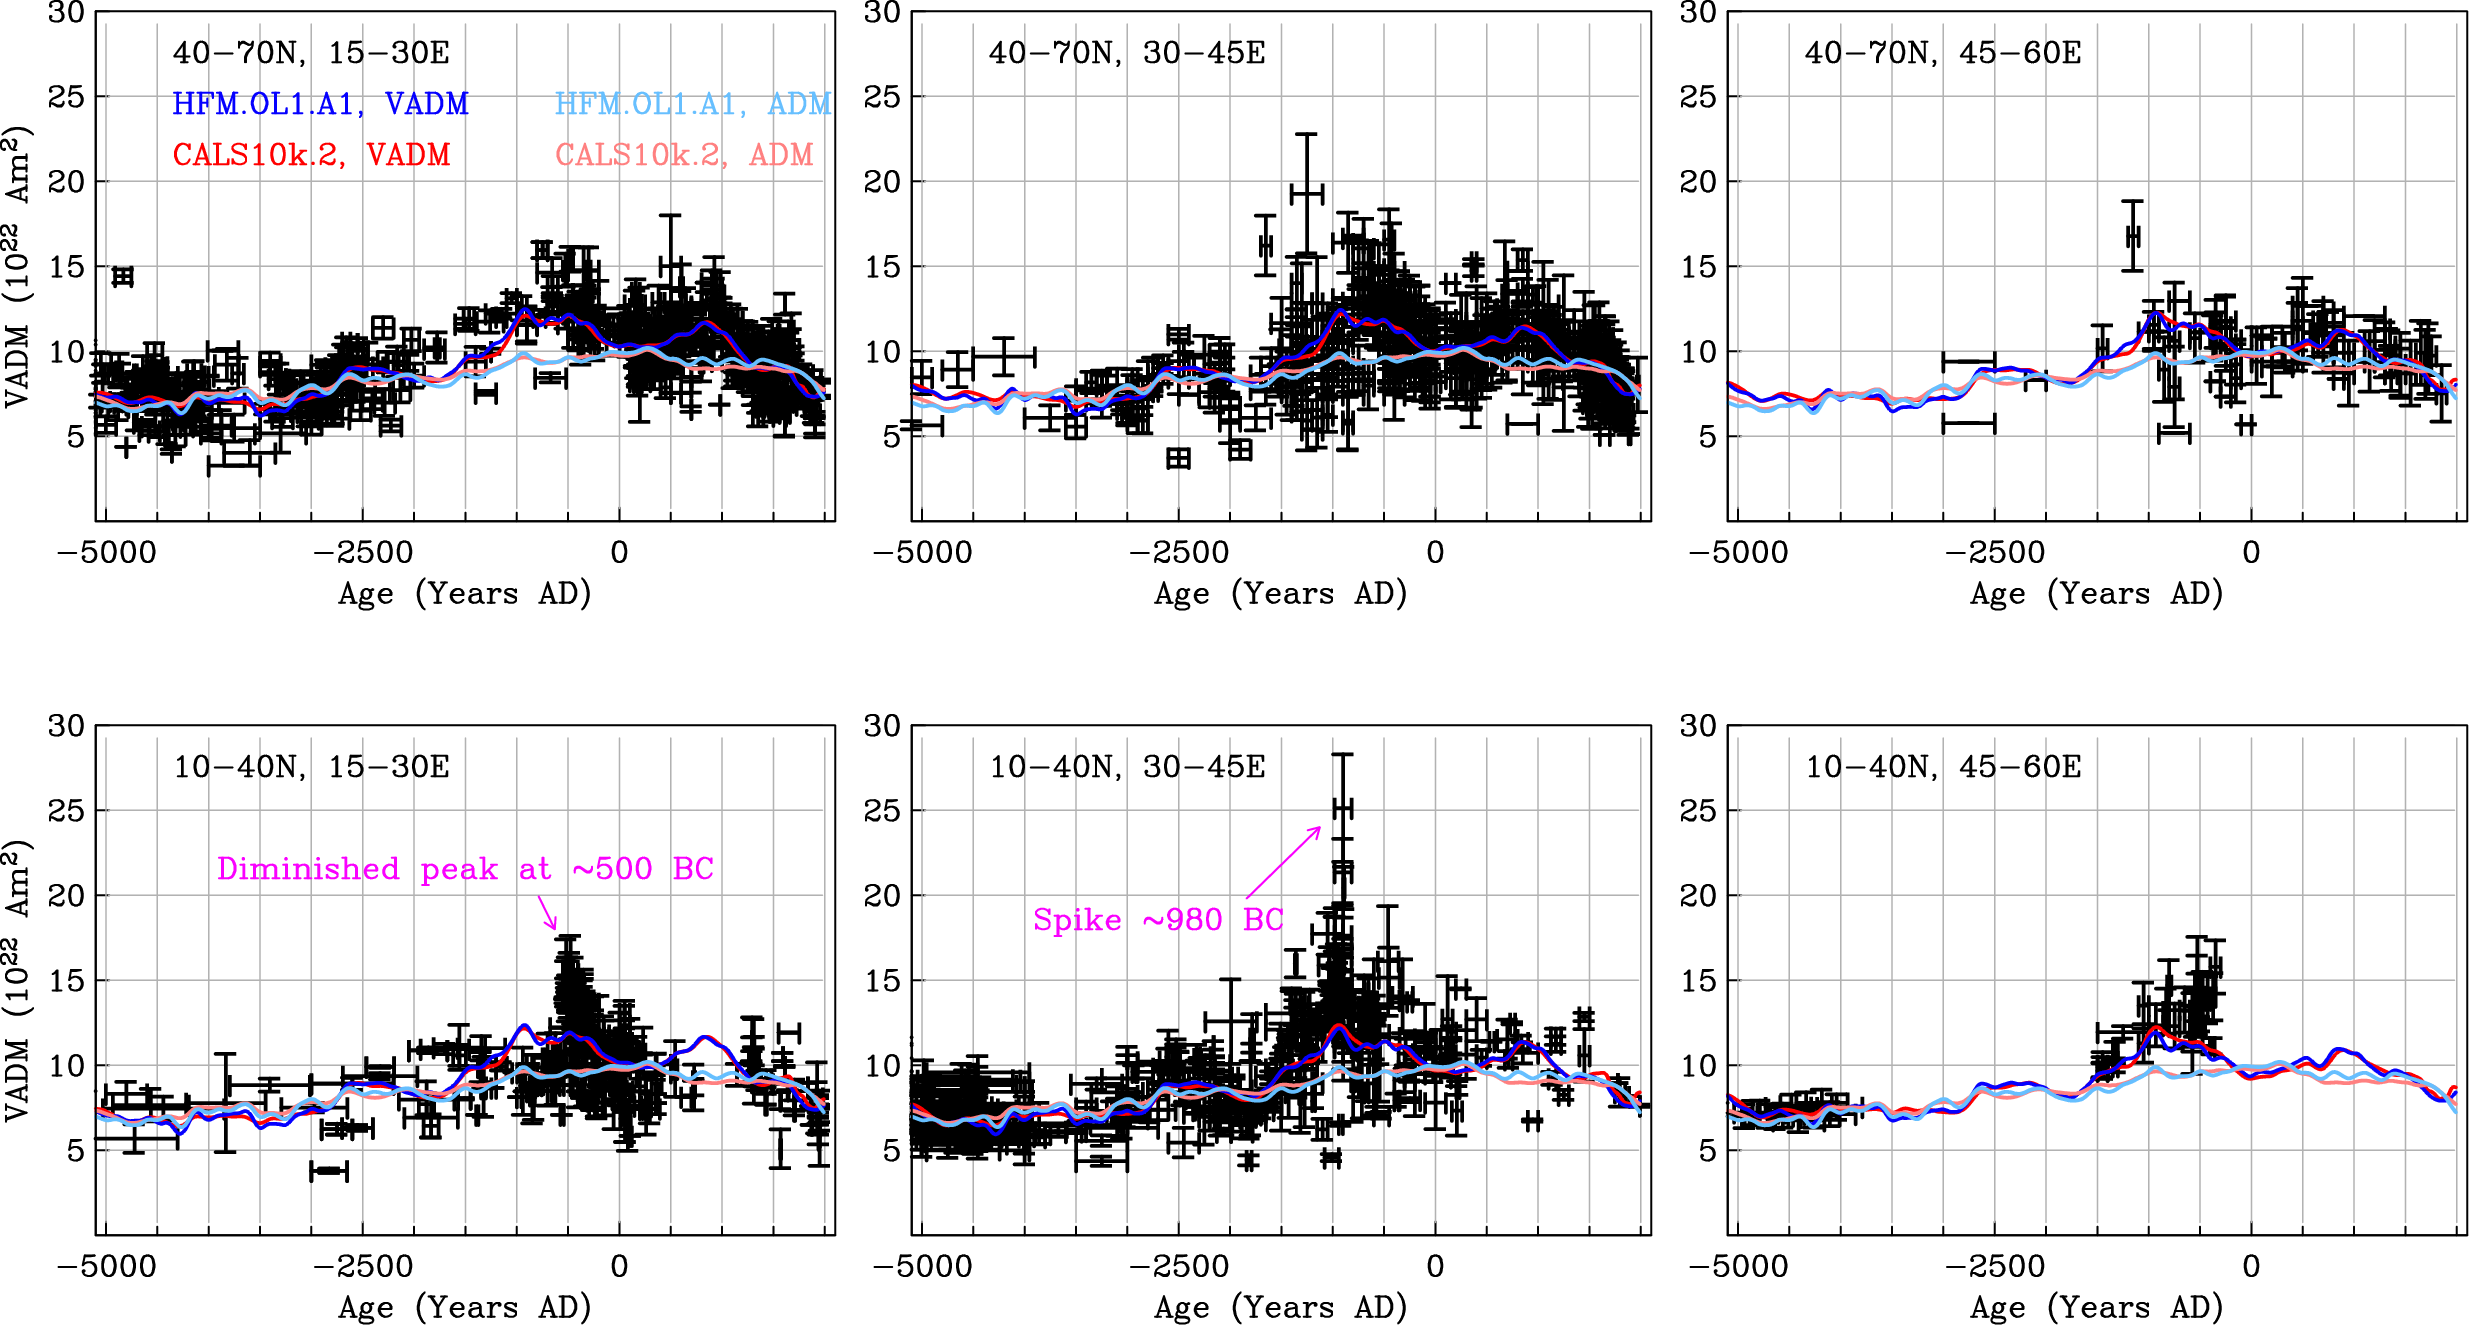 40−70N, 15−30E
HFM.OL1.A1, VADM
HFM.OL1.A1, ADM
CALS10k.2, VADM
CALS10k.2, ADM
30
25
20
15
10
5
VADM (10²² Am²)
−5000
−2500
0
Age (Years AD)
40−70N, 30−45E
30
25
20
15
10
5
−5000
−2500
0
Age (Years AD)
40−70N, 45−60E
30
25
20
15
10
5
−5000
−2500
0
Age (Years AD)
10−40N, 15−30E
Diminished peak at ~500 BC
30
25
20
15
10
5
VADM (10²² Am²)
−5000
−2500
0
Age (Years AD)
10−40N, 30−45E
Spike ~980 BC
30
25
20
15
10
5
−5000
−2500
0
Age (Years AD)
10−40N, 45−60E
30
25
20
15
10
5
−5000
−2500
0
Age (Years AD)